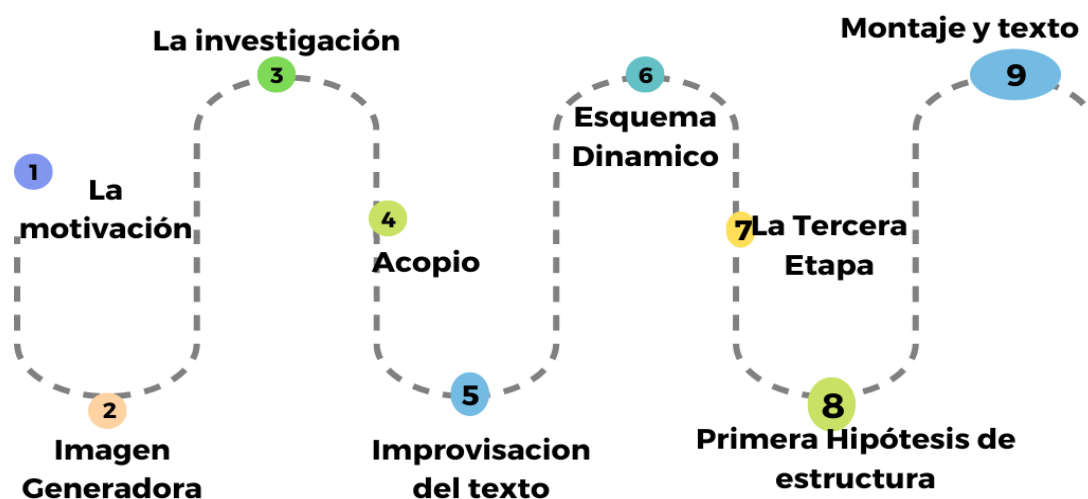 1
La
motivación
2
Imagen
Generadora
La investigación
3
4
Acopio
5
Improvisacion
del texto
6
Esquema
Dinamico
7
La Tercera
Etapa
8
Primera Hipótesis de
estructura
Montaje y texto
9